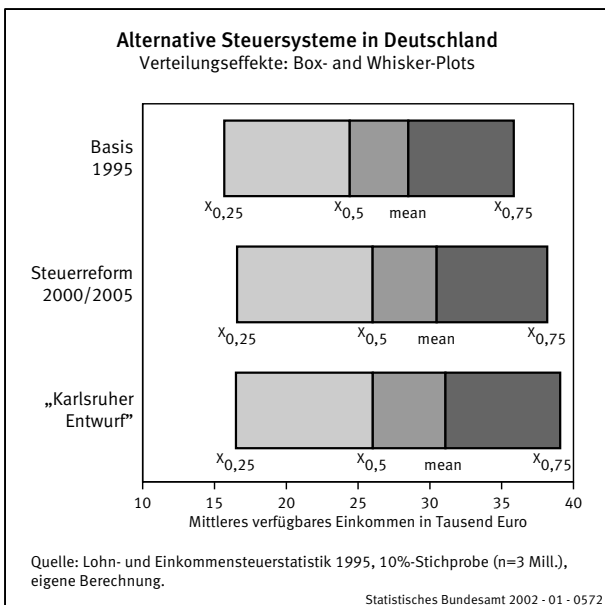 Alternative Steuersysteme in Deutschland
Verteilungseffekte: Box- and Whisker-Plots
Basis
1995
X0,25 X0,5 mean X0,75
Steuerreform
2000/2005
X0,25 X0,5 mean X0,75
„Karlsruher
Entwurf”
X0,25 X0,5 mean X0,75
10 15 20 25 30 35 40
Mittleres verfügbares Einkommen in Tausend Euro
Quelle: Lohn- und Einkommensteuerstatistik 1995, 10%-Stichprobe (n=3 Mill.),
eigene Berechnung.
Statistisches Bundesamt 2002 - 01 - 0572